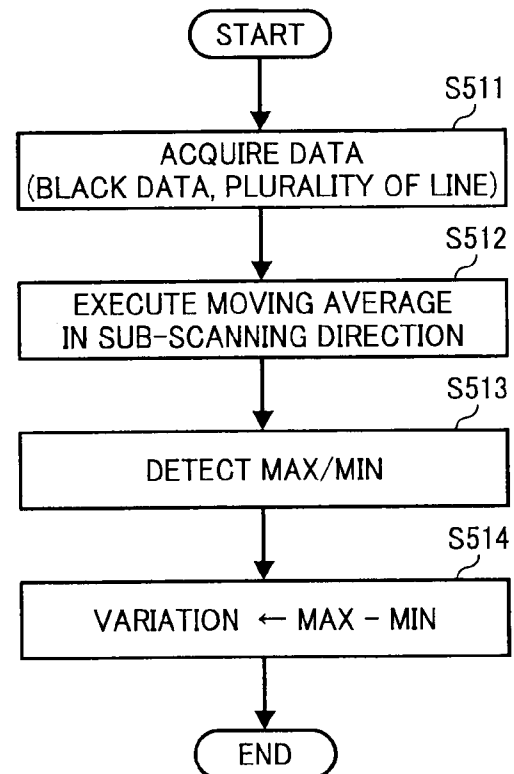 START
S511
ACQUIRE DATA
(BLACK DATA, PLURALITY OF LINE)
S512
EXECUTE MOVING AVERAGE
IN SUB-SCANNING DIRECTION
S513
DETECT MAX/MIN
S514
VARIATION ← MAX − MIN
END